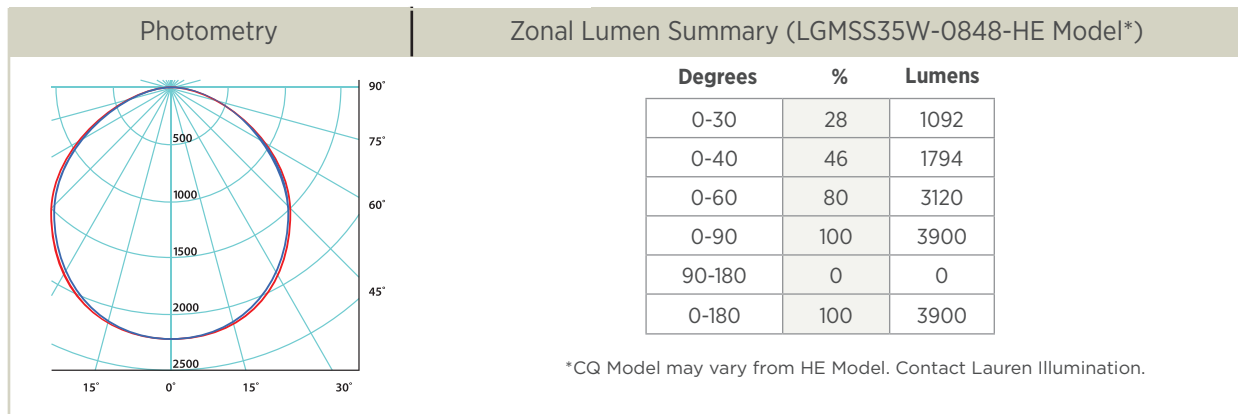 Photometry
Zonal Lumen Summary (LGMSS35W-0848-HE Model*)
90˚
75˚
60˚
45˚
500
1000
1500
2000
2500
15˚ 0˚ 15˚ 30˚
Degrees % Lumens
0-30 28 1092
0-40 46 1794
0-60 80 3120
0-90 100 3900
90-180 0 0
0-180 100 3900
*CQ Model may vary from HE Model. Contact Lauren Illumination.